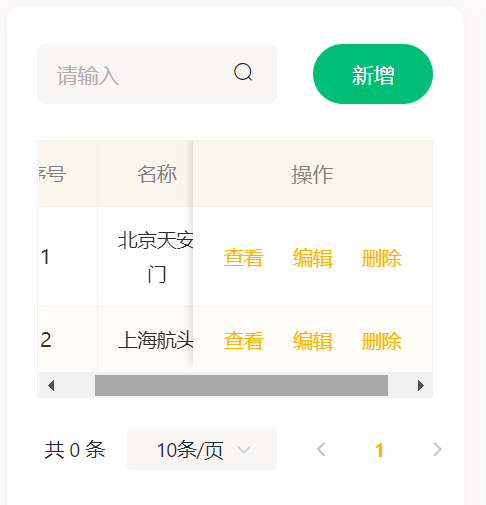 请输入
新增
序号 名称 操作
1 北京天安门 查看 编辑 删除
2 上海航头 查看 编辑 删除
共 0 条 10条/页 1